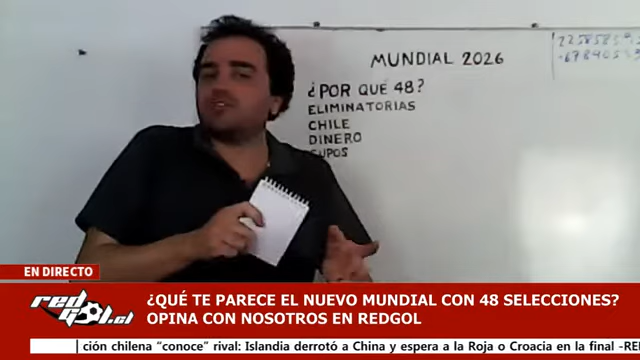 MUNDIAL 2026
¿POR QUÉ 48?
ELIMINATORIAS
CHILE
DINERO
CUPOS
EN DIRECTO
redgol.cl
¿QUÉ TE PARECE EL NUEVO MUNDIAL CON 48 SELECCIONES?
OPINA CON NOSOTROS EN REDGOL
ción chilena "conoce" rival: Islandia derrotó a China y espera a la Roja o Croacia en la final -RE